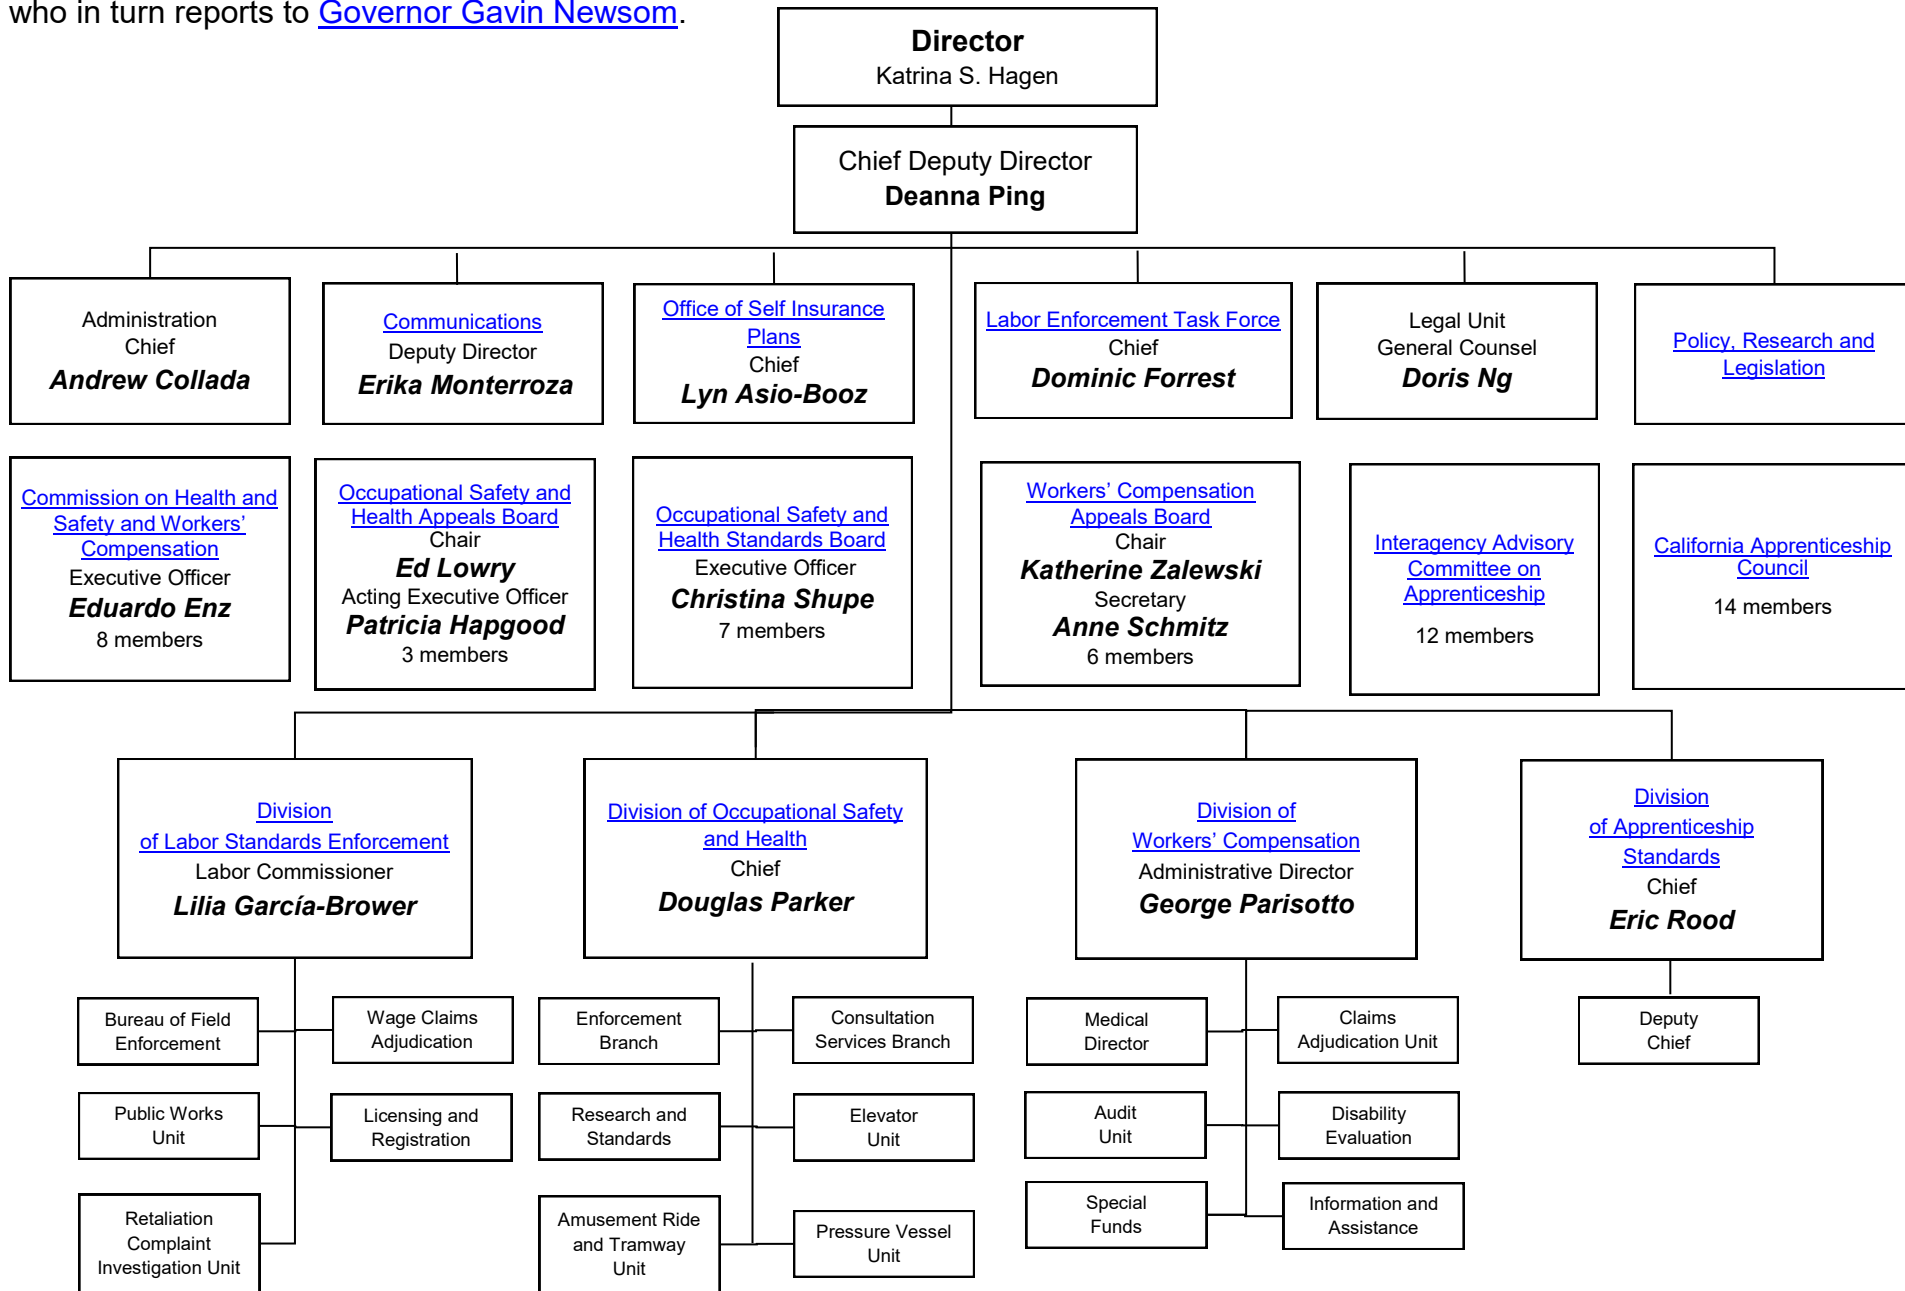 who in turn reports to Governor Gavin Newsom.
Director
Katrina S. Hagen
Chief Deputy Director
Deanna Ping
Administration
Chief
Andrew Collada
Communications
Deputy Director
Erika Monterroza
Office of Self Insurance
Plans
Chief
Lyn Asio-Booz
Labor Enforcement Task Force
Chief
Dominic Forrest
Legal Unit
General Counsel
Doris Ng
Policy, Research and
Legislation
Commission on Health and
Safety and Workers’
Compensation
Executive Officer
Eduardo Enz
8 members
Occupational Safety and
Health Appeals Board
Chair
Ed Lowry
Acting Executive Officer
Patricia Hapgood
3 members
Occupational Safety and
Health Standards Board
Executive Officer
Christina Shupe
7 members
Workers’ Compensation
Appeals Board
Chair
Katherine Zalewski
Secretary
Anne Schmitz
6 members
Interagency Advisory
Committee on
Apprenticeship
12 members
California Apprenticeship
Council
14 members
Division
of Labor Standards Enforcement
Labor Commissioner
Lilia García-Brower
Division of Occupational Safety
and Health
Chief
Douglas Parker
Division of
Workers’ Compensation
Administrative Director
George Parisotto
Division
of Apprenticeship
Standards
Chief
Eric Rood
Bureau of Field
Enforcement
Wage Claims
Adjudication
Public Works
Unit
Licensing and
Registration
Retaliation
Complaint
Investigation Unit
Enforcement
Branch
Consultation
Services Branch
Research and
Standards
Elevator
Unit
Amusement Ride
and Tramway
Unit
Pressure Vessel
Unit
Medical
Director
Claims
Adjudication Unit
Audit
Unit
Disability
Evaluation
Special
Funds
Information and
Assistance
Deputy
Chief